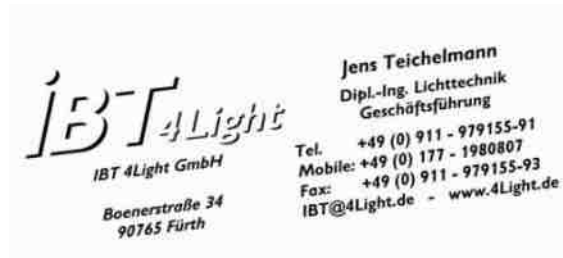 iBT 4Light
IBT 4Light GmbH
Boenerstraße 34
90765 Fürth
Jens Teichelmann
Dipl.-Ing. Lichttechnik
Geschäftsführung
Tel. +49 (0) 911 - 979155-91
Mobile: +49 (0) 177 - 1980807
Fax: +49 (0) 911 - 979155-93
IBT@4Light.de - www.4Light.de